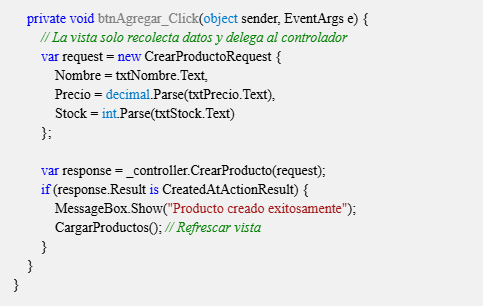 private void btnAgregar_Click(object sender, EventArgs e) {
// La vista solo recolecta datos y delega al controlador
var request = new CrearProductoRequest {
Nombre = txtNombre.Text,
Precio = decimal.Parse(txtPrecio.Text),
Stock = int.Parse(txtStock.Text)
};
var response = _controller.CrearProducto(request);
if (response.Result is CreatedAtActionResult) {
MessageBox.Show("Producto creado exitosamente");
CargarProductos(); // Refrescar vista
}
}
}